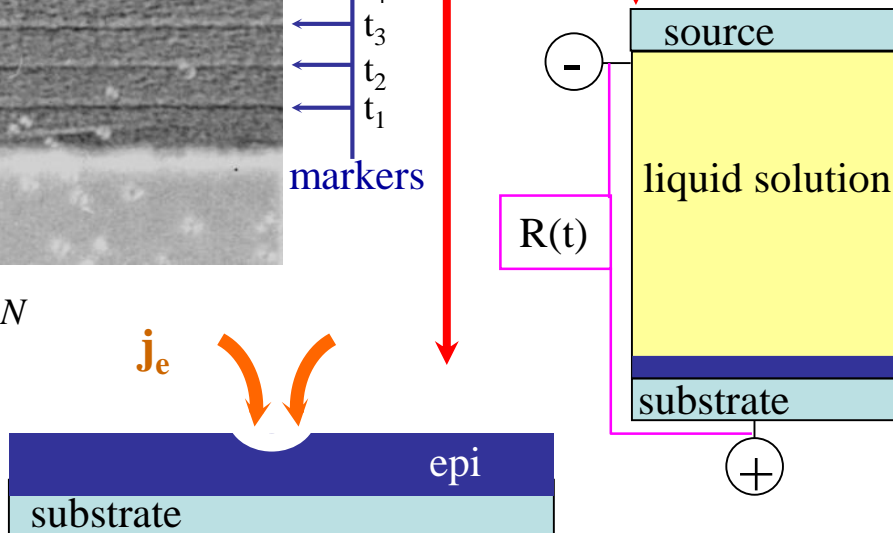 t3
t2
t1
markers
source
-
liquid solution
R(t)
N
je
substrate
+
epi
substrate